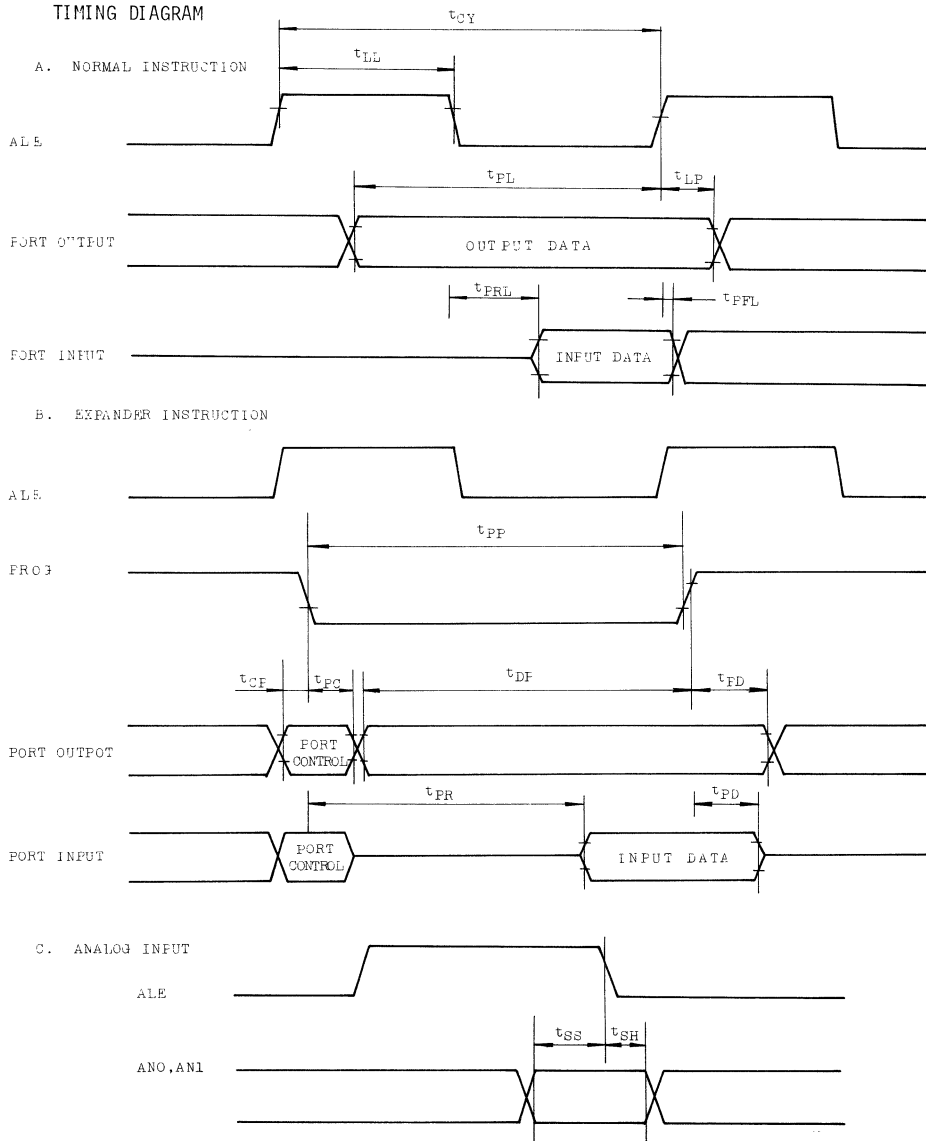 TIMING DIAGRAM
tCY
A. NORMAL INSTRUCTION
tLL
ALE
tPL
tLP
PORT OUTPUT
OUTPUT DATA
tPRL
tPFL
PORT INPUT
INPUT DATA
B. EXPANDER INSTRUCTION
ALE
tPP
PROG
tCP
tPC
tDP
tPD
PORT OUTPOT
PORT CONTROL
tPR
tPD
PORT INPUT
PORT CONTROL
INPUT DATA
C. ANALOG INPUT
ALE
tSS
tSH
AN0,AN1